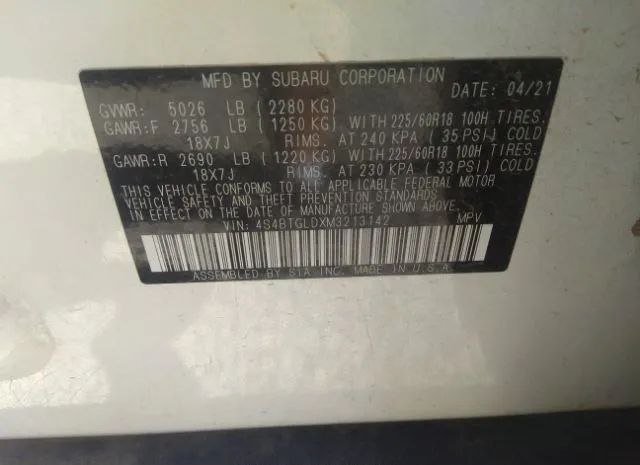 MFD BY SUBARU CORPORATION
DATE: 04/21
GVWR: 5026 LB (2280 KG)
GAWR:F 2756 LB (1250 KG) WITH 225/60R18 100H TIRES.
18X7J RIMS. AT 240 KPA (35 PSI) COLD
GAWR:R 2690 LB (1220 KG) WITH 225/60R18 100H TIRES.
18X7J RIMS. AT 230 KPA (33 PSI) COLD
THIS VEHICLE CONFORMS TO ALL APPLICABLE FEDERAL MOTOR
VEHICLE SAFETY AND THEFT PREVENTION STANDARDS
IN EFFECT ON THE DATE OF MANUFACTURE SHOWN ABOVE.
VIN: 4S4BTGLDXM3213142 MPV
ASSEMBLED BY SIA INC. MADE IN U.S.A.